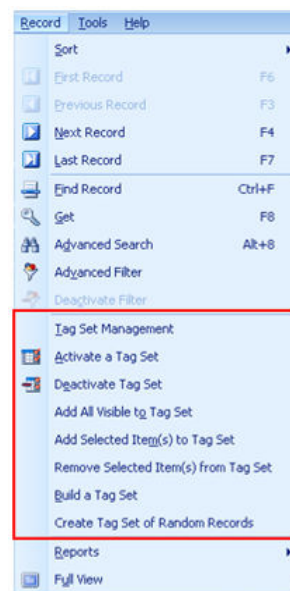 Record Tools Help
Sort
First Record F6
Previous Record F3
Next Record F4
Last Record F7
Find Record Ctrl+F
Get F8
Advanced Search Alt+8
Advanced Filter
Deactivate Filter
Tag Set Management
Activate a Tag Set
Deactivate Tag Set
Add All Visible to Tag Set
Add Selected Item(s) to Tag Set
Remove Selected Item(s) from Tag Set
Build a Tag Set
Create Tag Set of Random Records
Reports
Full View